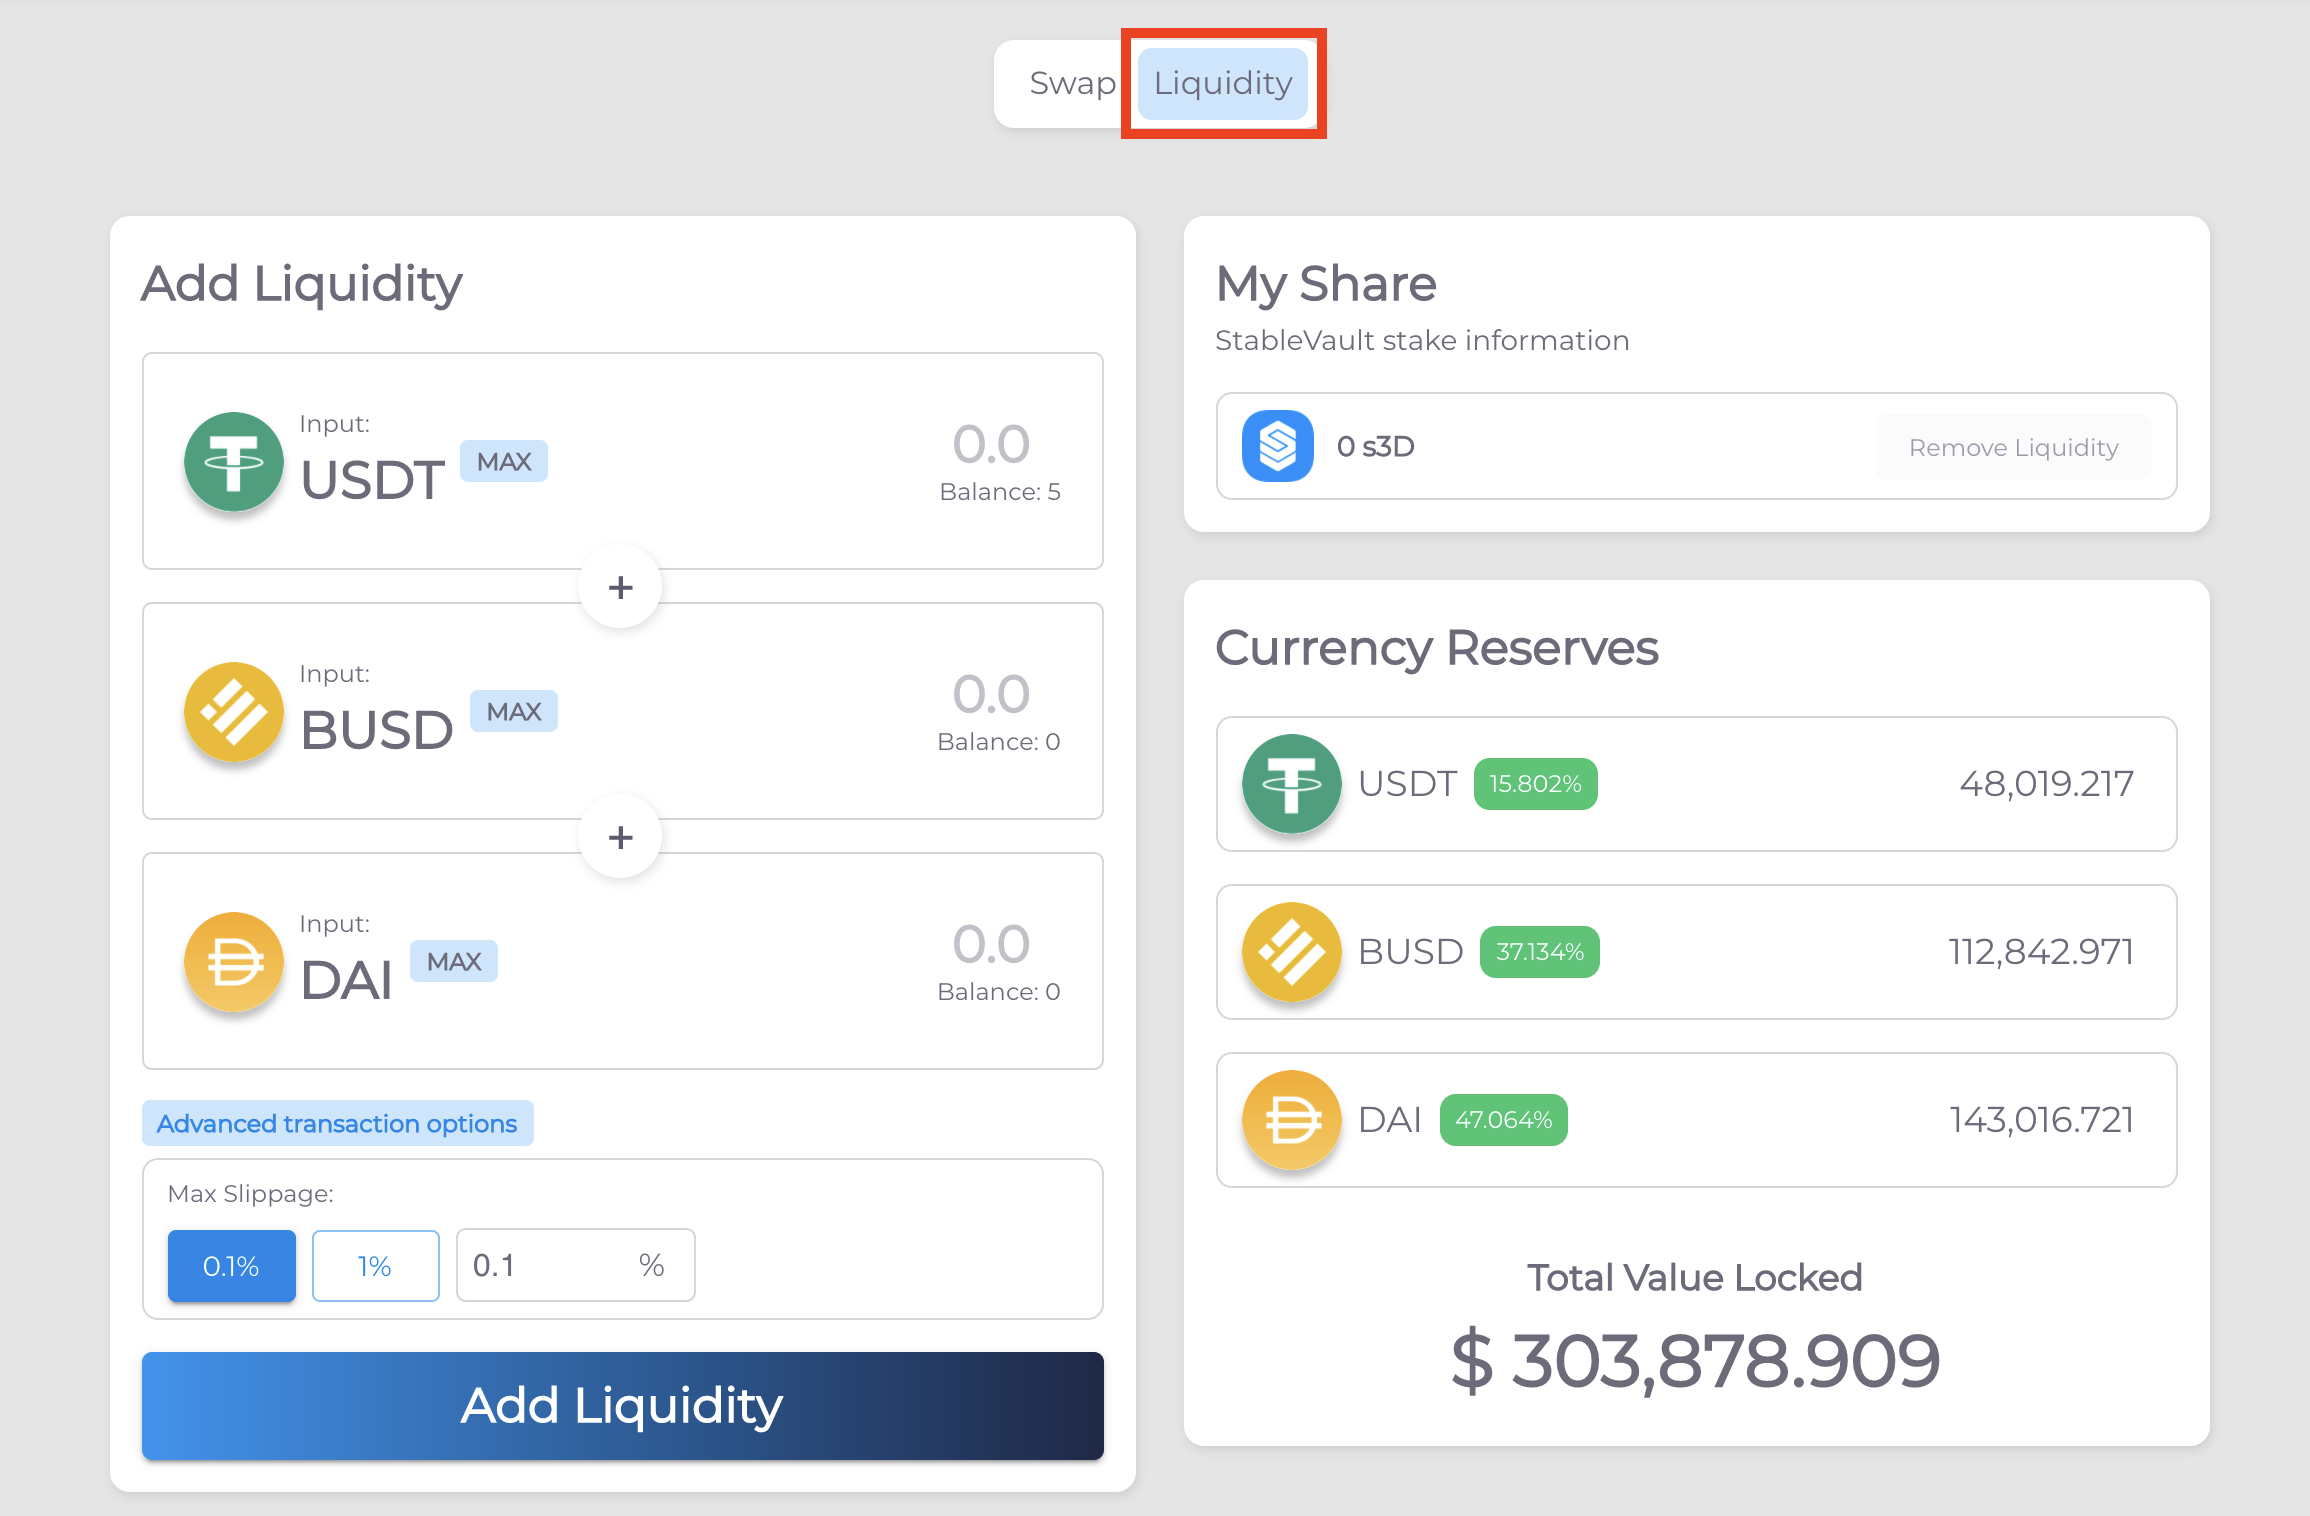 Swap Liquidity
Add Liquidity
Input:
USDT MAX
0.0
Balance: 5
+
Input:
BUSD MAX
0.0
Balance: 0
+
Input:
DAI MAX
0.0
Balance: 0
Advanced transaction options
Max Slippage:
0.1% 1% 0.1 %
Add Liquidity
My Share
StableVault stake information
0 s3D Remove Liquidity
Currency Reserves
USDT 15.802% 48,019.217
BUSD 37.134% 112,842.971
DAI 47.064% 143,016.721
Total Value Locked
$ 303,878.909